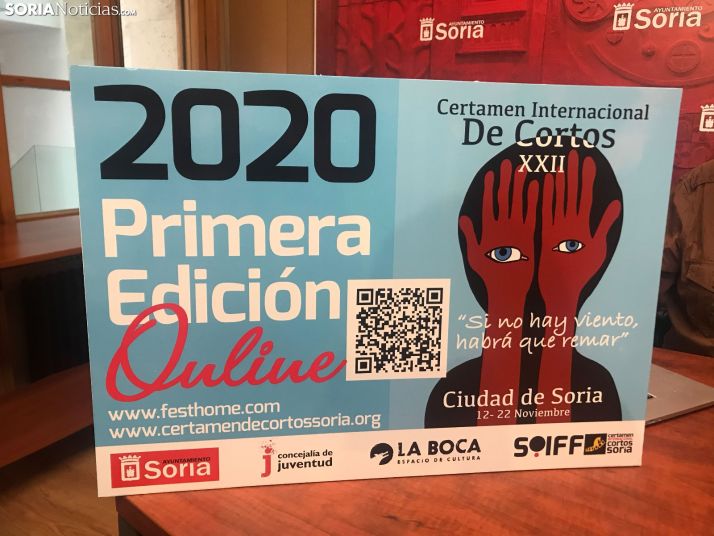 SORIANoticias.com
AYUNTAMIENTO
Soria
AYUNTAMIENTO
Soria
2020
Primera
Edición
Online
www.festhome.com
www.certamendecortossoria.org
Certamen Internacional
De Cortos
XXII
“Si no hay viento,
habrá que remar”
Ciudad de Soria
12- 22 Noviembre
AYUNTAMIENTO
Soria
concejalía de
juventud
LA BOCA
ESPACIO DE CULTURA
SOIFF
certamen
cortos
soria